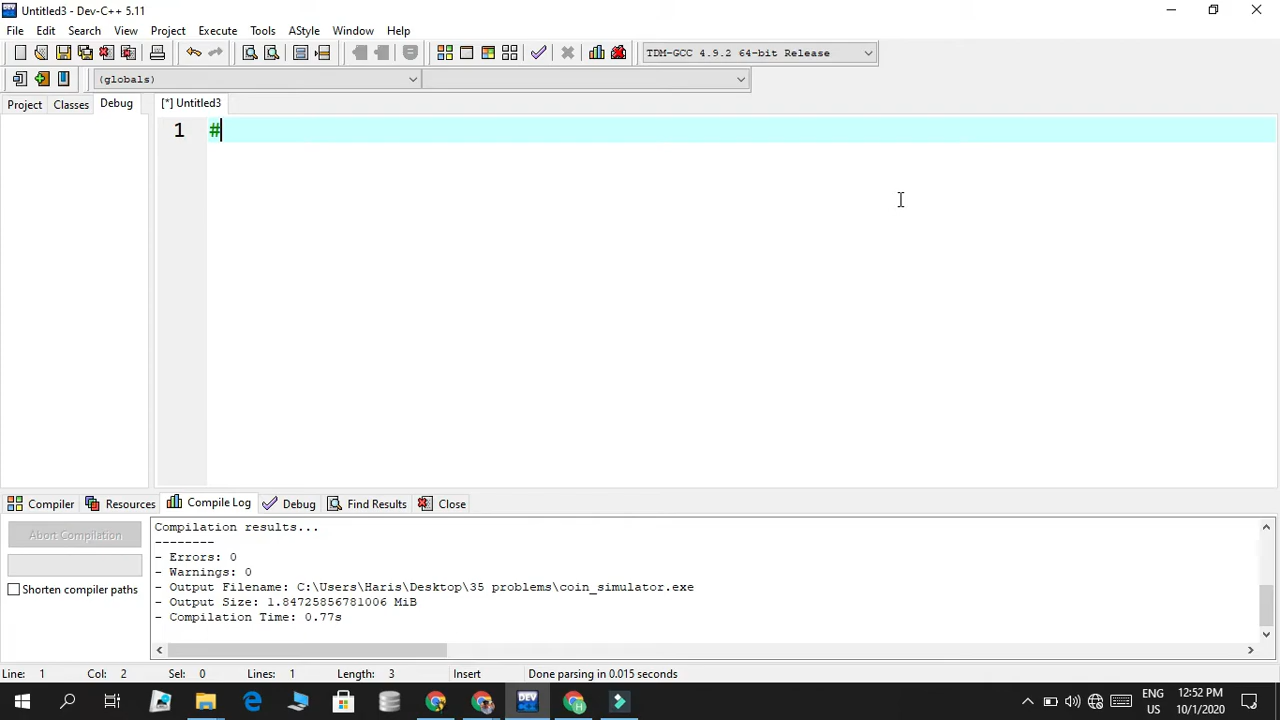 Untitled3 - Dev-C++ 5.11
File Edit Search View Project Execute Tools AStyle Window Help
TDM-GCC 4.9.2 64-bit Release
(globals)
Project Classes Debug [*] Untitled3
1 #
Compiler Resources Compile Log Debug Find Results Close
Abort Compilation
Shorten compiler paths
Compilation results...
--------
- Errors: 0
- Warnings: 0
- Output Filename: C:\Users\Haris\Desktop\35 problems\coin_simulator.exe
- Output Size: 1.84725856781006 MiB
- Compilation Time: 0.77s
Line: 1 Col: 2 Sel: 0 Lines: 1 Length: 3 Insert Done parsing in 0.015 seconds
DEV
H
ENG
US
12:52 PM
10/1/2020